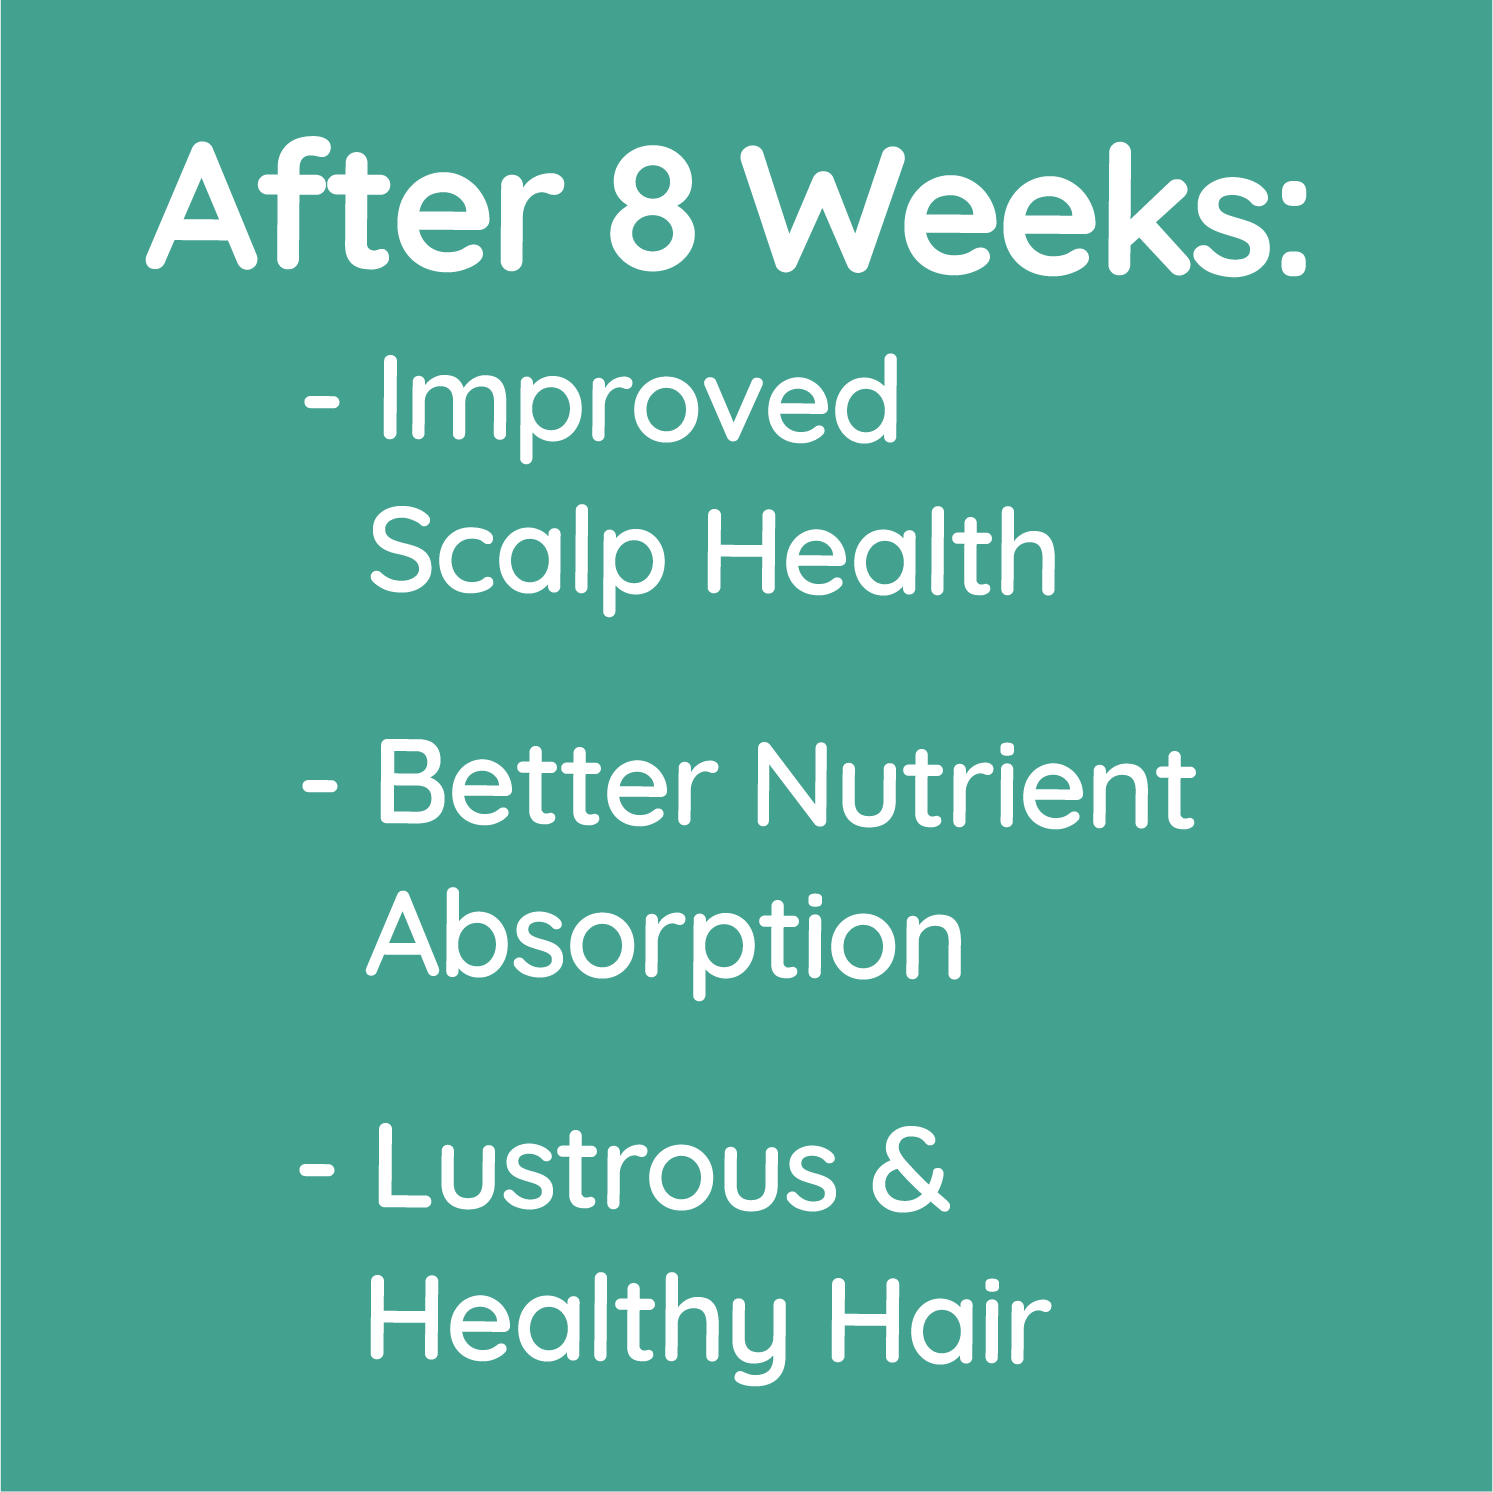 After 8 Weeks:
- Improved
Scalp Health
- Better Nutrient
Absorption
- Lustrous &
Healthy Hair